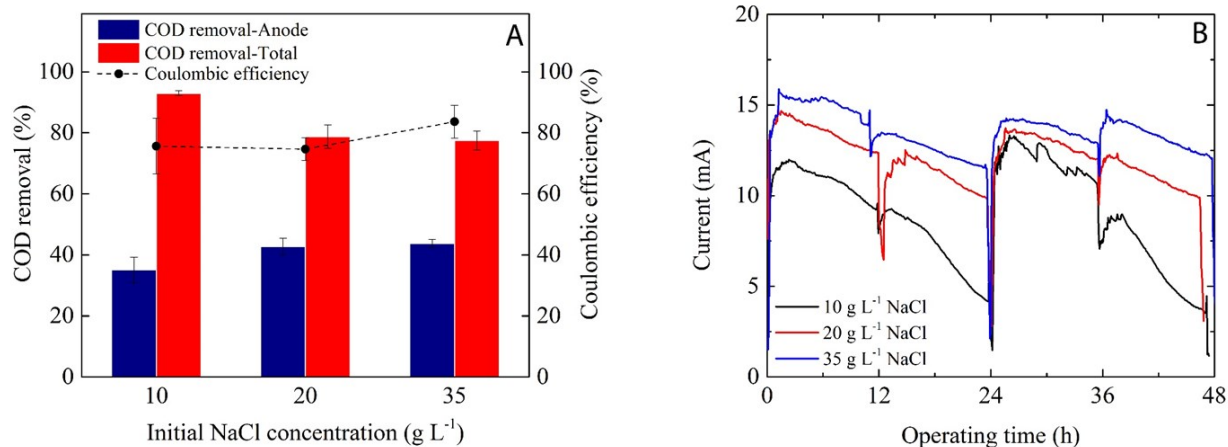 A
COD removal-Anode
COD removal-Total
Coulombic efficiency
100
80
60
40
20
0
COD removal (%)
100
80
60
40
20
0
Coulombic efficiency (%)
10 20 35
Initial NaCl concentration (g L⁻¹)
B
20
15
10
5
0
Current (mA)
10 g L⁻¹ NaCl
20 g L⁻¹ NaCl
35 g L⁻¹ NaCl
0 12 24 36 48
Operating time (h)